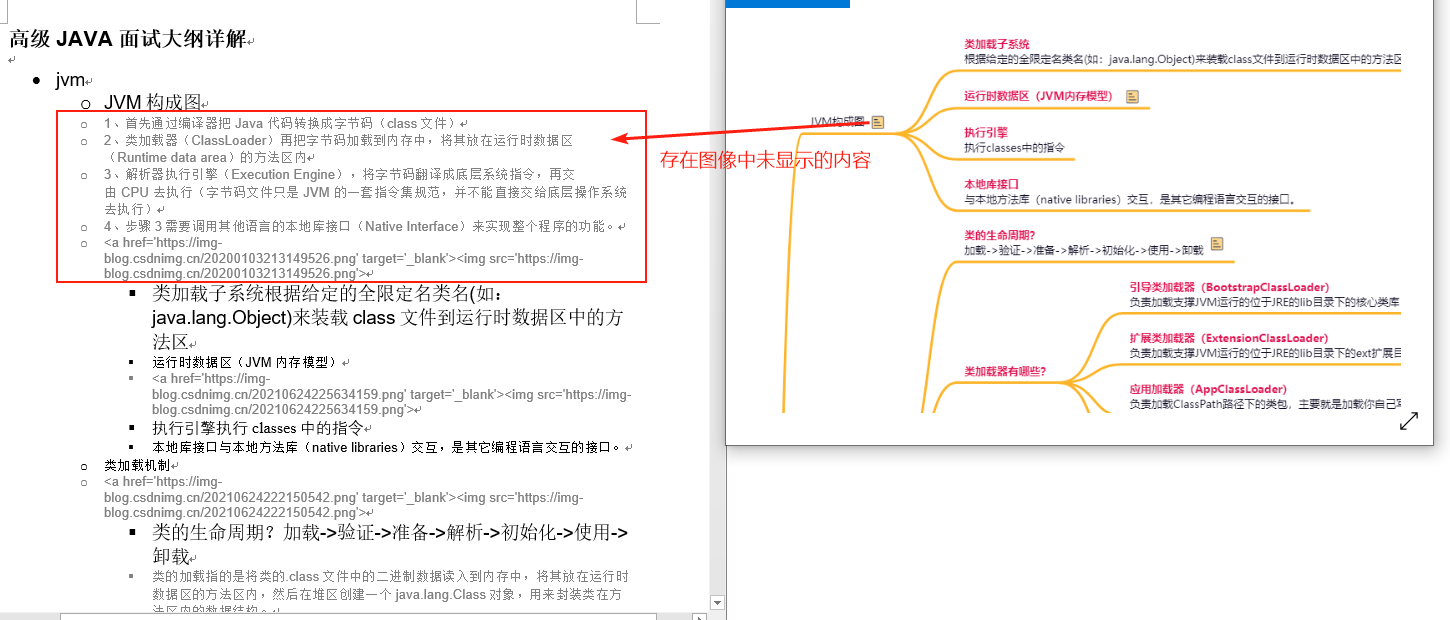 高级 JAVA 面试大纲详解
jvm
JVM 构成图
1、首先通过编译器把 Java 代码转换成字节码（class 文件）
2、类加载器（ClassLoader）再把字节码加载到内存中，将其放在运行时数据区
（Runtime data area）的方法区内
3、解析器执行引擎（Execution Engine），将字节码翻译成底层系统指令，再交
由 CPU 去执行（字节码文件只是 JVM 的一套指令集规范，并不能直接交给底层操作系统
去执行）
4、步骤 3 需要调用其他语言的本地库接口（Native Interface）来实现整个程序的功能。
<a href='https://img-
blog.csdnimg.cn/20200103213149526.png' target='_blank'><img src='https://img-
blog.csdnimg.cn/20200103213149526.png'>
类加载子系统根据给定的全限定名类名(如：
java.lang.Object)来装载 class 文件到运行时数据区中的方
法区
运行时数据区（JVM 内存模型）
<a href='https://img-
blog.csdnimg.cn/20210624225634159.png' target='_blank'><img src='https://img-
blog.csdnimg.cn/20210624225634159.png'>
执行引擎执行 classes 中的指令
本地库接口与本地方法库（native libraries）交互，是其它编程语言交互的接口。
类加载机制
<a href='https://img-
blog.csdnimg.cn/20210624222150542.png' target='_blank'><img src='https://img-
blog.csdnimg.cn/20210624222150542.png'>
类的生命周期？加载->验证->准备->解析->初始化->使用->
卸载
类的加载指的是将类的.class 文件中的二进制数据读入到内存中，将其放在运行时
数据区的方法区内，然后在堆区创建一个 java.lang.Class 对象，用来封装类在方
法区内的数据结构。
存在图像中未显示的内容
JVM构成图
类加载子系统
根据给定的全限定名类名(如：java.lang.Object)来装载class文件到运行时数据区中的方法区
运行时数据区（JVM内存模型）
执行引擎
执行classes中的指令
本地库接口
与本地方法库（native libraries）交互，是其它编程语言交互的接口。
类的生命周期？
加载->验证->准备->解析->初始化->使用->卸载
类加载器有哪些？
引导类加载器（BootstrapClassLoader）
负责加载支撑JVM运行的位于JRE的lib目录下的核心类库
扩展类加载器（ExtensionClassLoader）
负责加载支撑JVM运行的位于JRE的lib目录下的ext扩展目
应用加载器（AppClassLoader）
负责加载ClassPath路径下的类包，主要就是加载你自己写